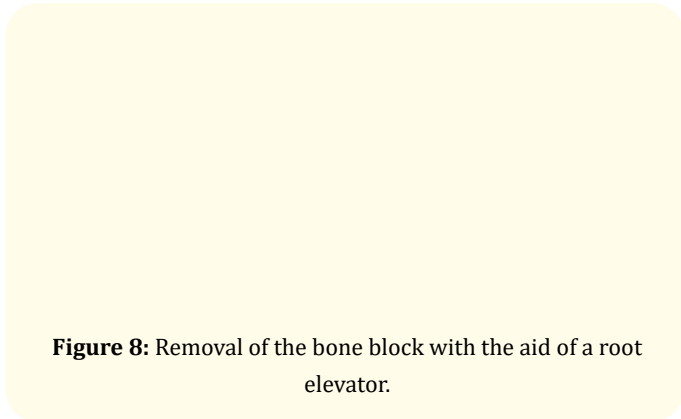 Figure 8: Removal of the bone block with the aid of a root
elevator.